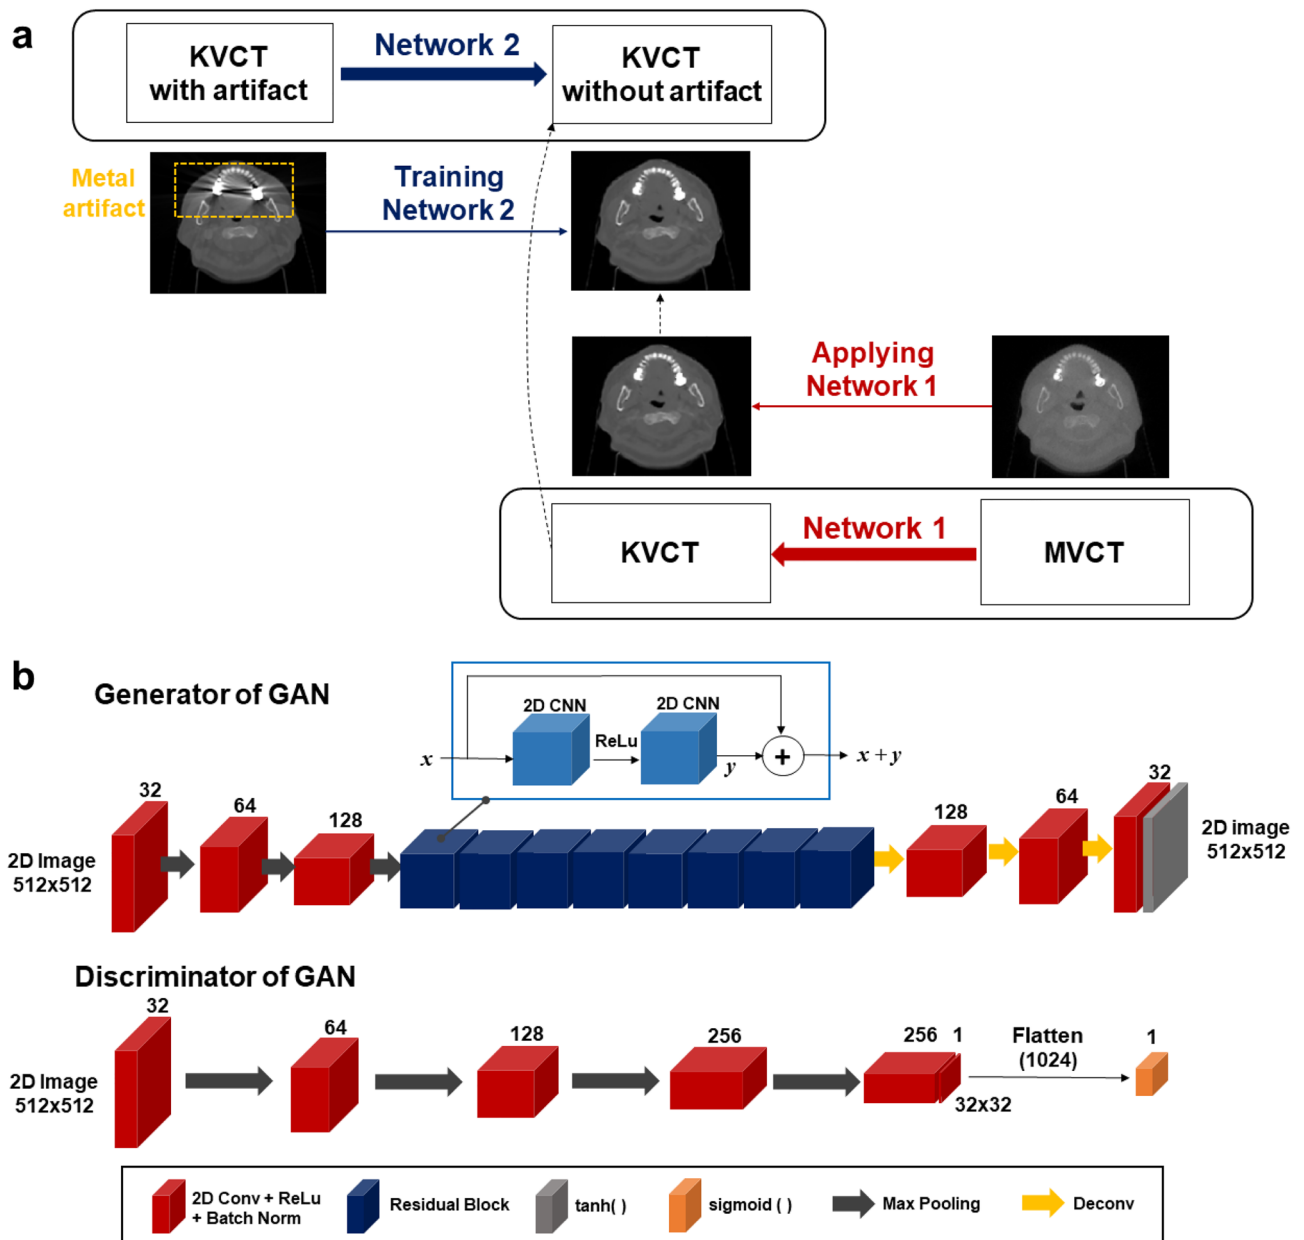 a
KVCT
with artifact
Network 2
KVCT
without artifact
Metal
artifact
Training
Network 2
Applying
Network 1
KVCT
Network 1
MVCT
b
Generator of GAN
2D CNN
2D CNN
x
ReLu
y
+
x + y
32
64
128
128
64
32
2D Image
512x512
2D image
512x512
Discriminator of GAN
32
64
128
256
256
1
Flatten
(1024)
1
2D Image
512x512
32x32
2D Conv + ReLu
+ Batch Norm
Residual Block
tanh( )
sigmoid ( )
Max Pooling
Deconv